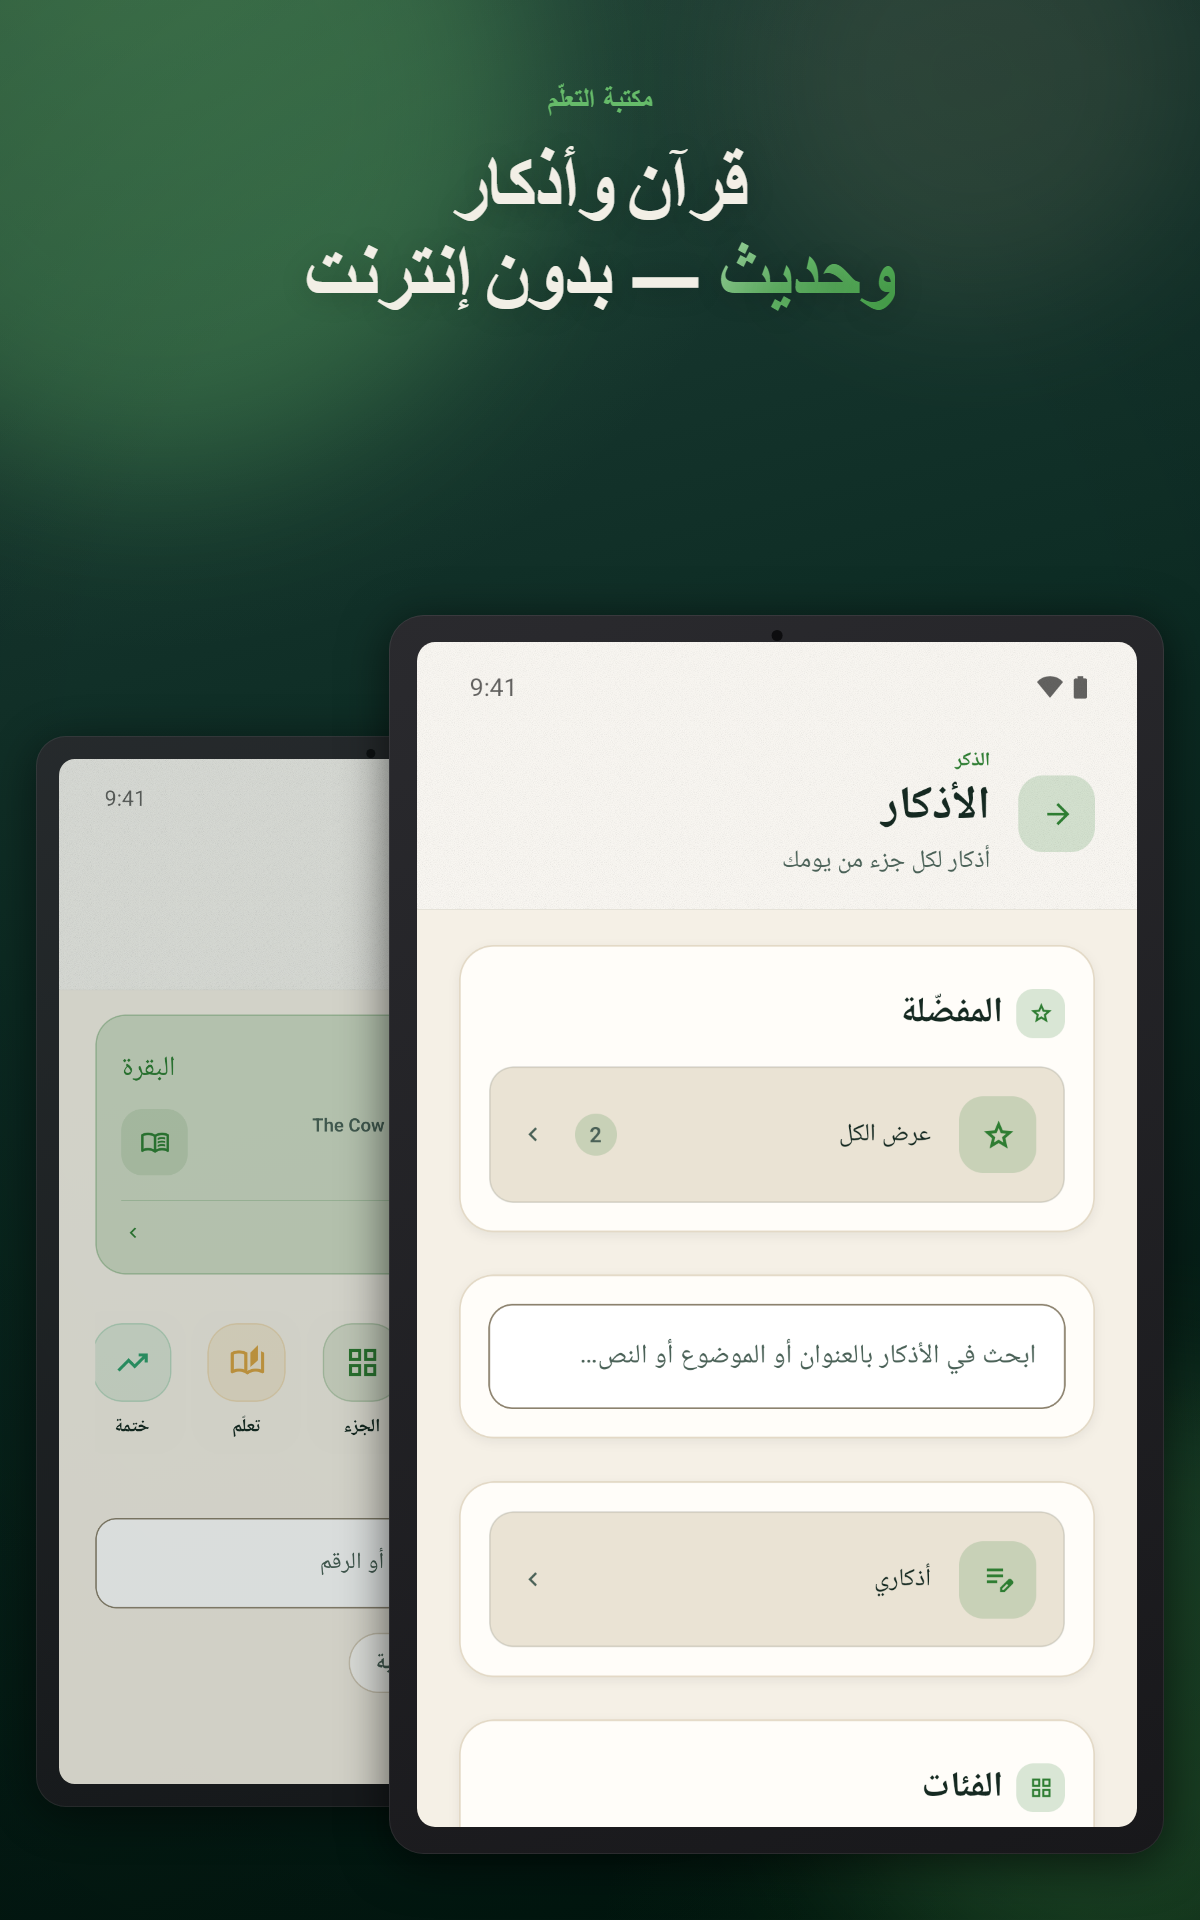 مكتبة التعلّم
قرآن وأذكار
وحديث — بدون إنترنت
9:41
الذكر
الأذكار
أذكار لكل جزء من يومك
المفضّلة
عرض الكل
2
ابحث في الأذكار بالعنوان أو الموضوع أو النص...
أذكاري
الفئات
9:41
البقرة
The Cow
الجزء
تعلّم
ختمة
أو الرقم